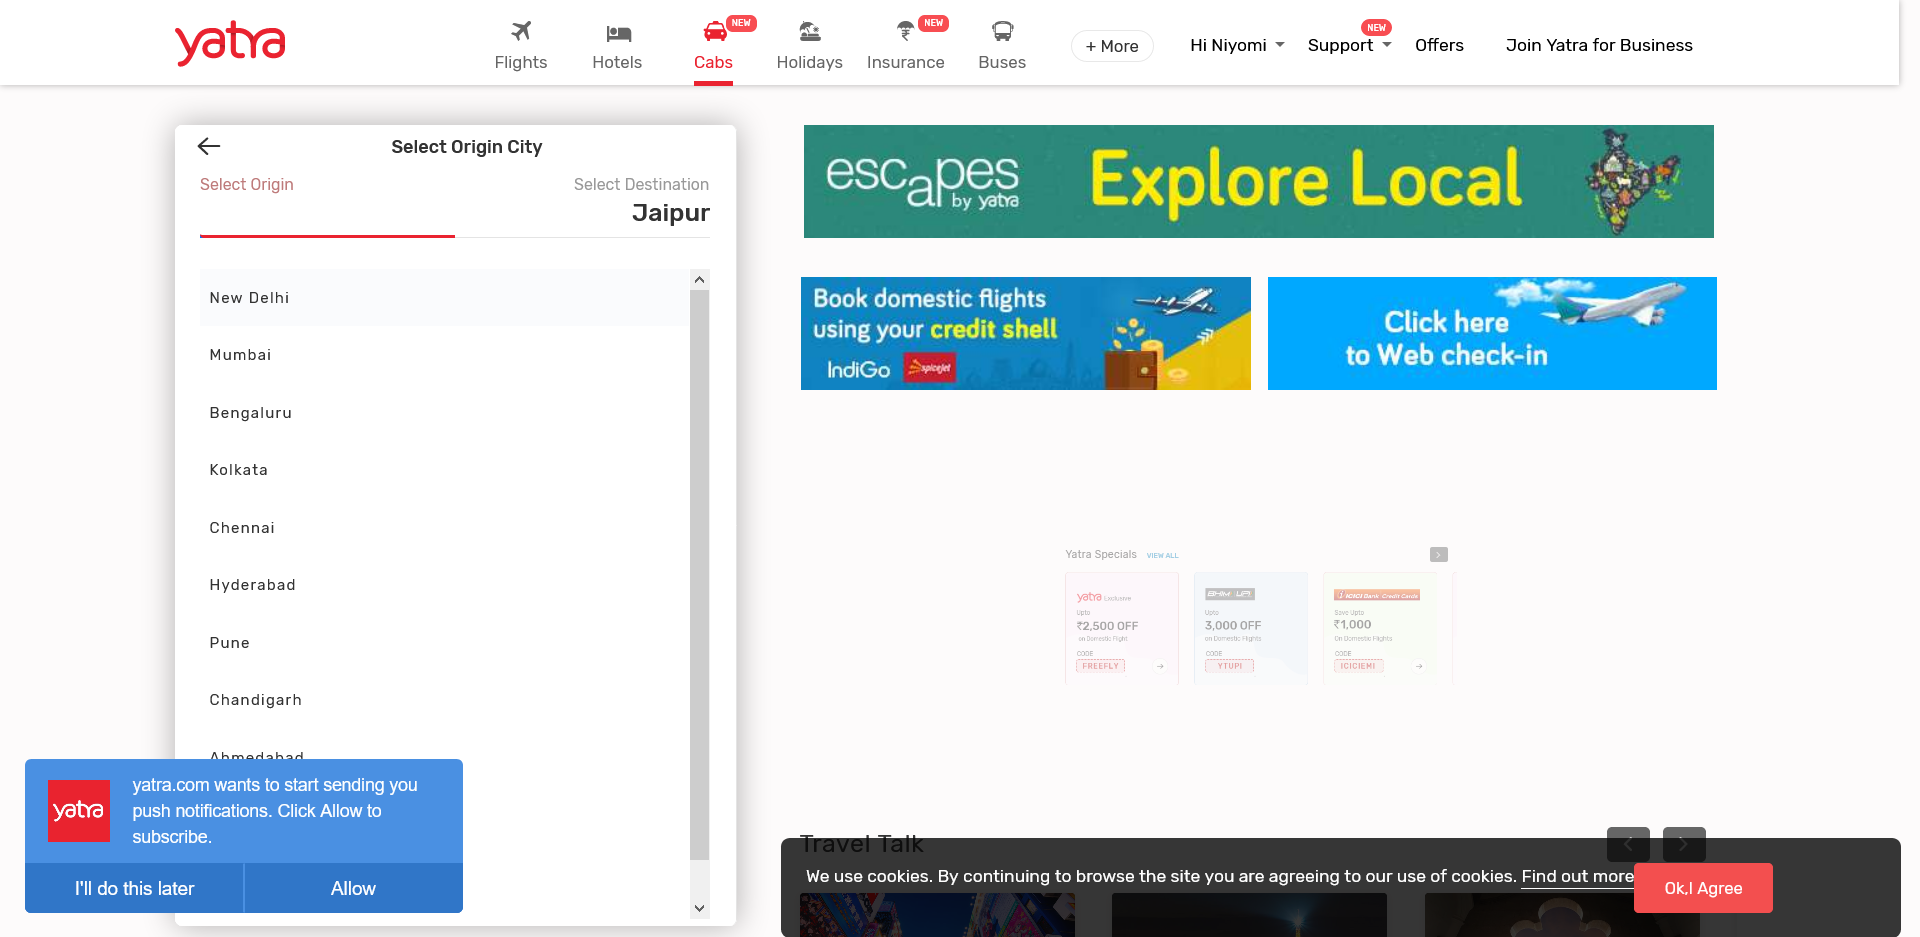 yatra
Flights
Hotels
NEW
Cabs
Holidays
NEW
Insurance
Buses
+ More
Hi Niyomi
NEW
Support
Offers
Join Yatra for Business
Select Origin City
Select Origin
Select Destination
Jaipur
New Delhi
Mumbai
Bengaluru
Kolkata
Chennai
Hyderabad
Pune
Chandigarh
Ahmedabad
escapes
by yatra
Explore Local
Book domestic flights
using your credit shell
IndiGo
spicejet
Click here
to Web check-in
Yatra Specials VIEW ALL
yatra Exclusive
Upto
₹2,500 OFF
on Domestic Flight
CODE
FREEFLY
BHIM UPI
Upto
3,000 OFF
on Domestic Flights
CODE
YTUPI
ICICI Bank Credit Cards
Save Upto
₹1,000
On Domestic Flights
CODE
ICICIEMI
Travel Talk
yatra
yatra.com wants to start sending you
push notifications. Click Allow to
subscribe.
I'll do this later
Allow
We use cookies. By continuing to browse the site you are agreeing to our use of cookies. Find out more
Ok,I Agree